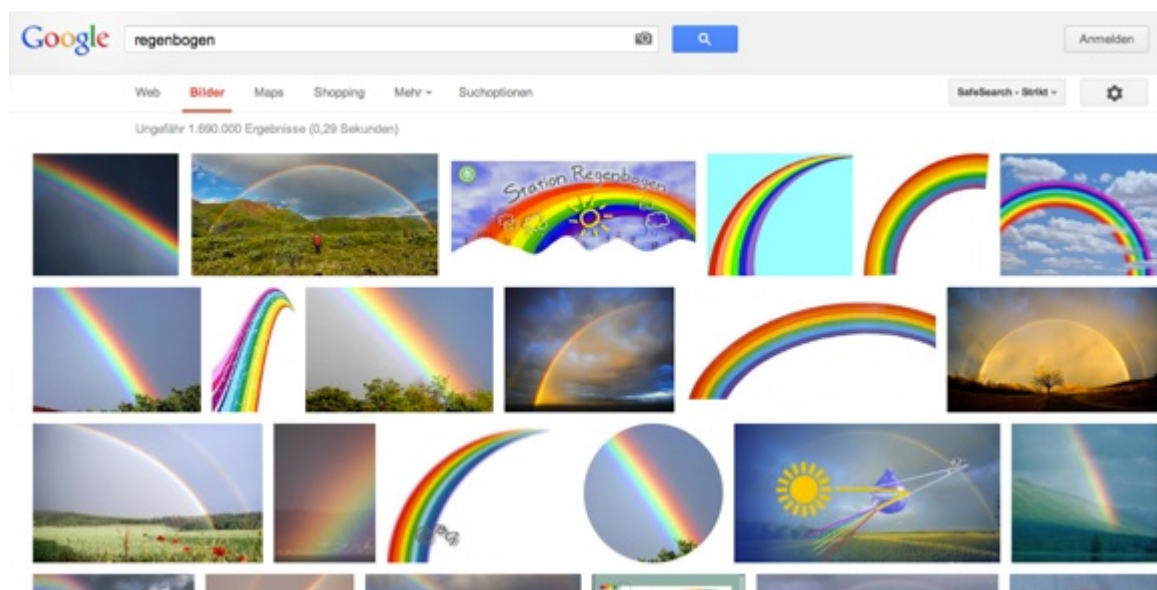 Google regenbogen Anmelden
Web Bilder Maps Shopping Mehr Suchoptionen SafeSearch - Strikt
Ungefähr 1.690.000 Ergebnisse (0,29 Sekunden)
Station Regenbogen